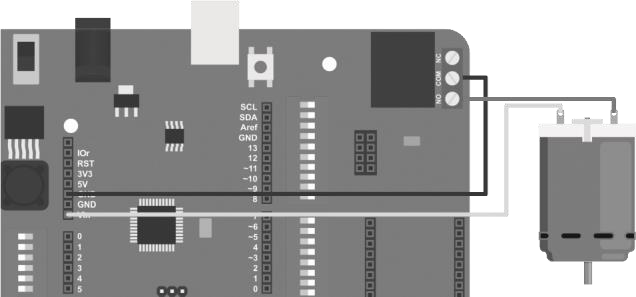 NC
COM
NO
SCL
SDA
Aref
GND
13
12
~11
~10
~9
8
7
~6
~5
4
~3
2
1
0
IOr
RST
3V3
5V
GND
GND
Vin
0
1
2
3
4
5